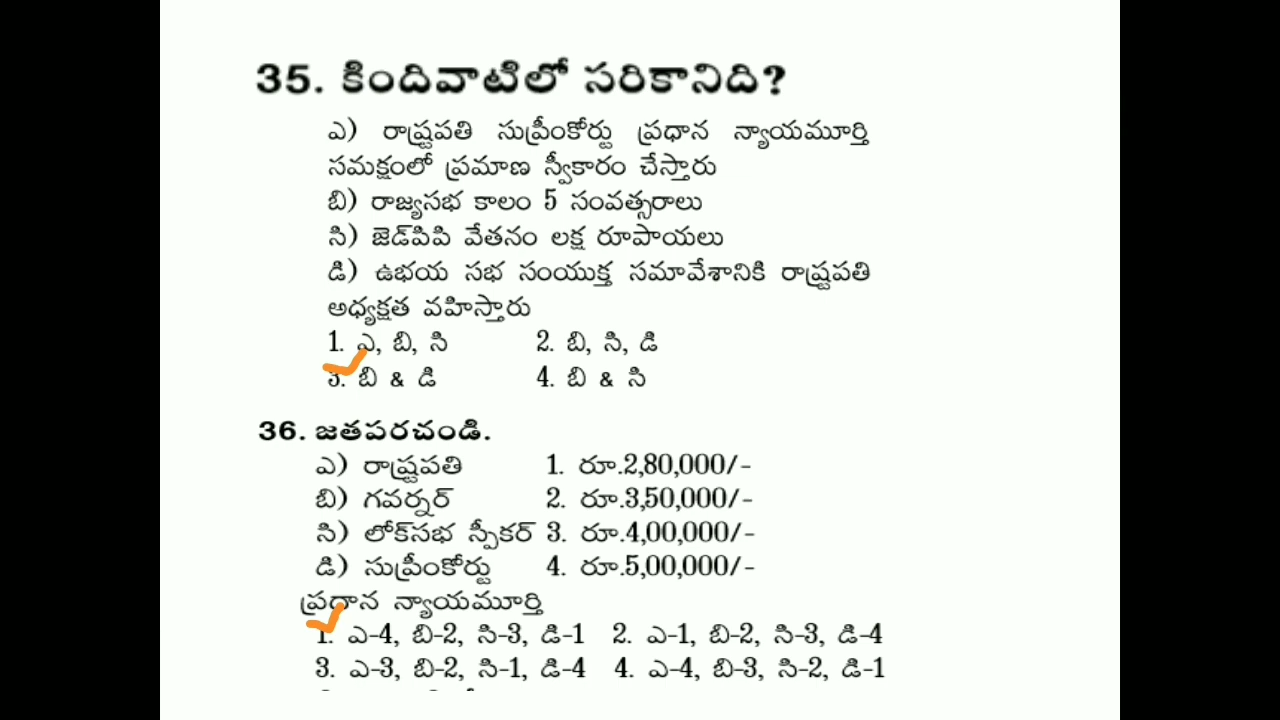 35. కిందివాటిలో సరికానిది?
ఎ) రాష్ట్రపతి సుప్రీంకోర్టు ప్రధాన న్యాయమూర్తి
సమక్షంలో ప్రమాణ స్వీకారం చేస్తారు
బి) రాజ్యసభ కాలం 5 సంవత్సరాలు
సి) జెడ్‌పిపి వేతనం లక్ష రూపాయలు
డి) ఉభయ సభ సంయుక్త సమావేశానికి రాష్ట్రపతి
అధ్యక్షత వహిస్తారు
1. ఎ, బి, సి 2. బి, సి, డి
3. బి & డి 4. బి & సి
36. జతపరచండి.
ఎ) రాష్ట్రపతి 1. రూ.2,80,000/-
బి) గవర్నర్ 2. రూ.3,50,000/-
సి) లోక్‌సభ స్పీకర్ 3. రూ.4,00,000/-
డి) సుప్రీంకోర్టు 4. రూ.5,00,000/-
ప్రధాన న్యాయమూర్తి
1. ఎ-4, బి-2, సి-3, డి-1 2. ఎ-1, బి-2, సి-3, డి-4
3. ఎ-3, బి-2, సి-1, డి-4 4. ఎ-4, బి-3, సి-2, డి-1